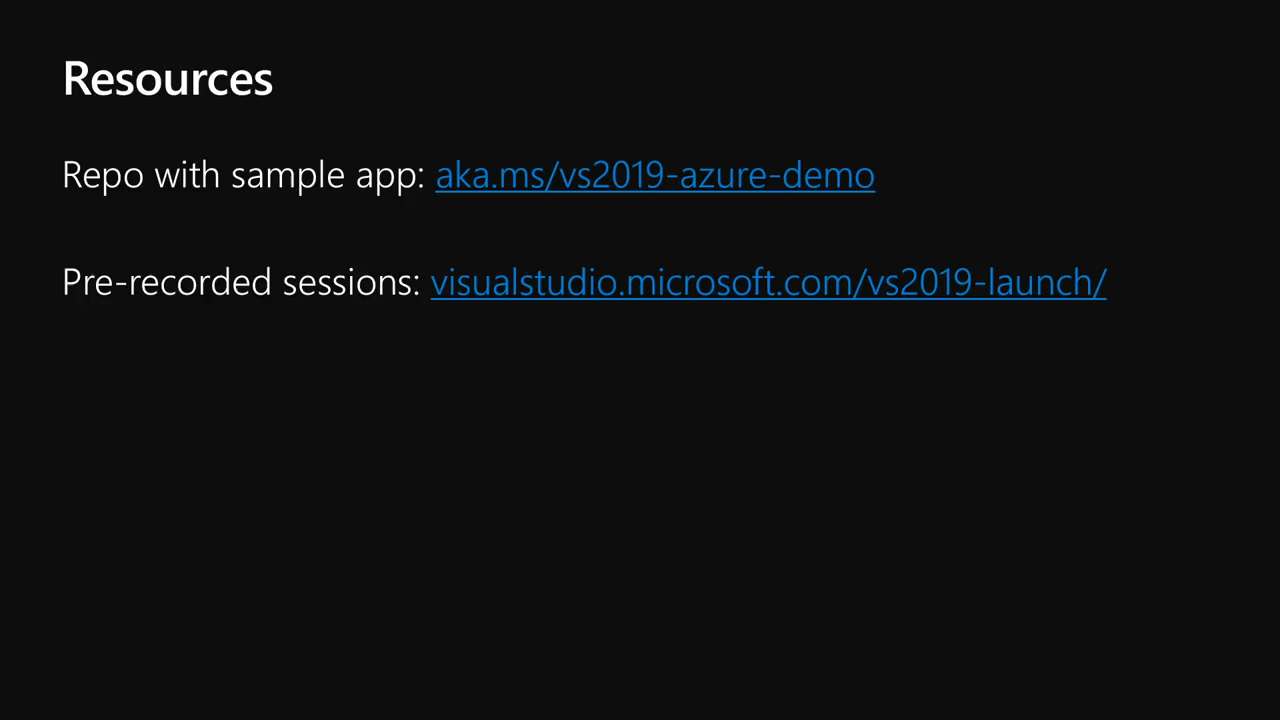 Resources
Repo with sample app: aka.ms/vs2019-azure-demo
Pre-recorded sessions: visualstudio.microsoft.com/vs2019-launch/